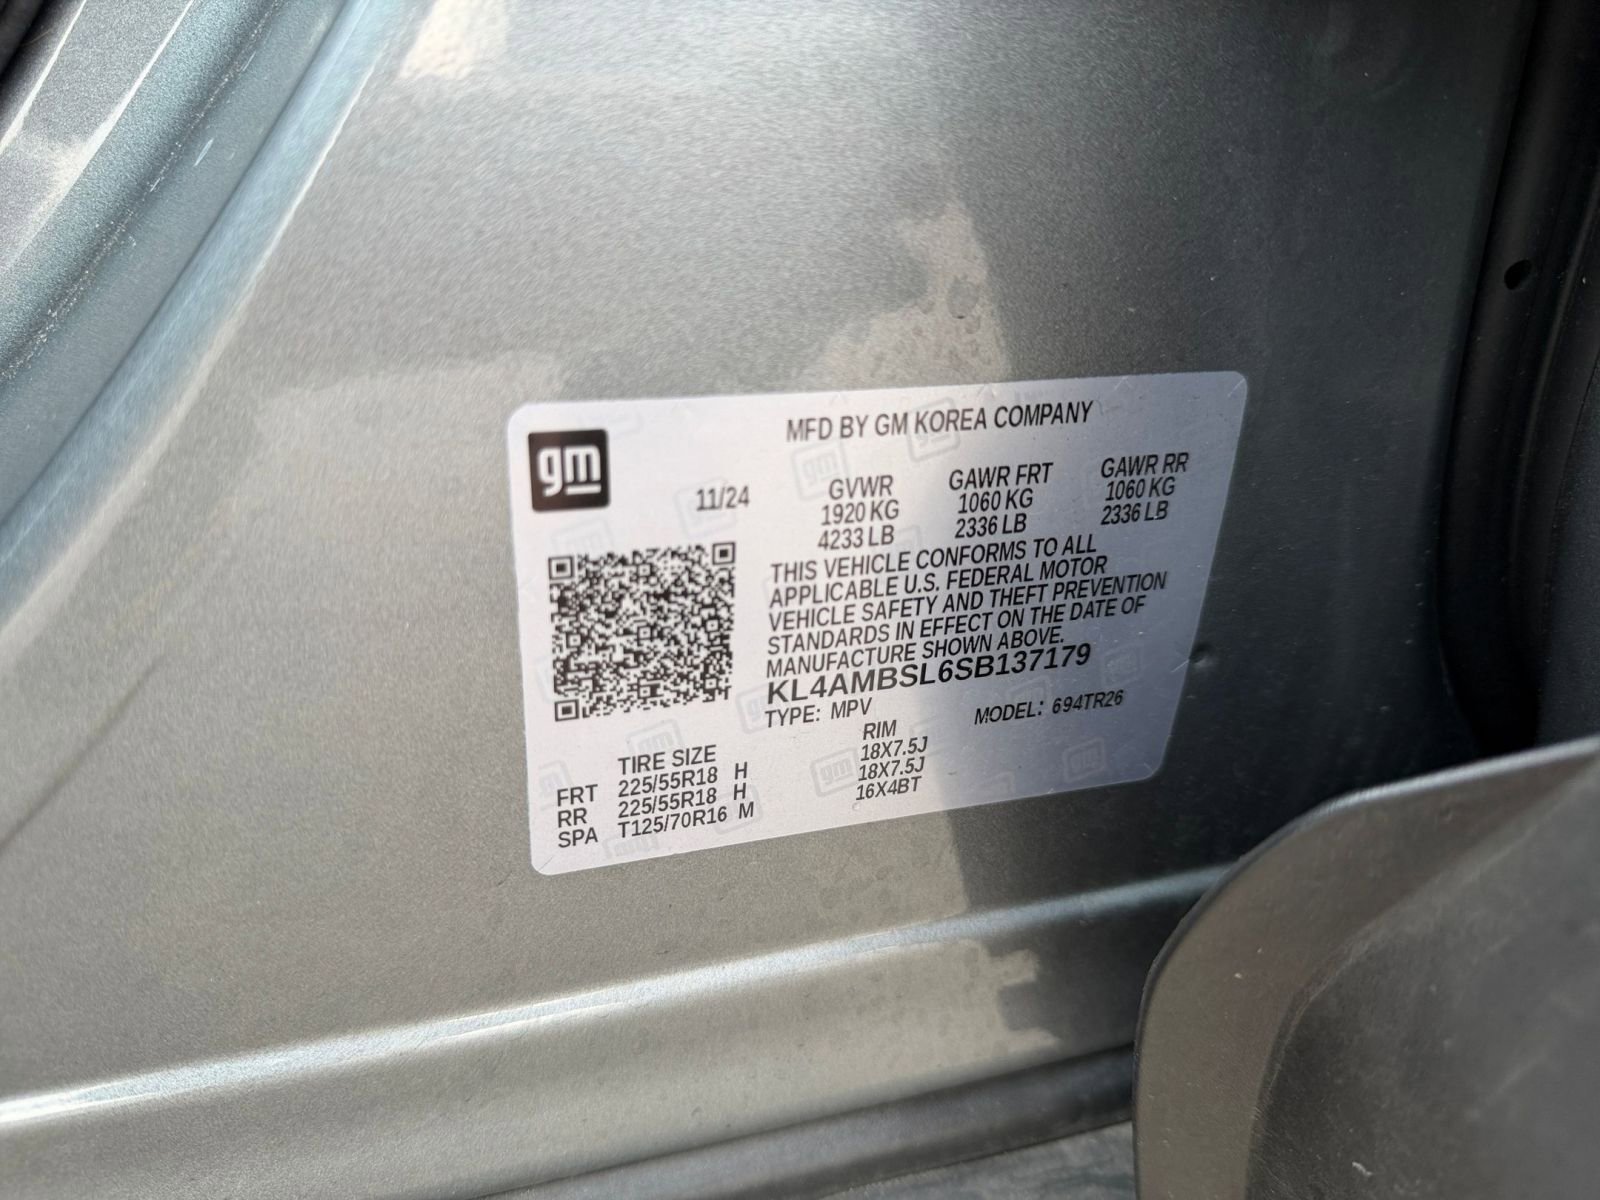 gm
MFD BY GM KOREA COMPANY
11/24
GVWR GAWR FRT GAWR RR
1920 KG 1060 KG 1060 KG
4233 LB 2336 LB 2336 LB
THIS VEHICLE CONFORMS TO ALL
APPLICABLE U.S. FEDERAL MOTOR
VEHICLE SAFETY AND THEFT PREVENTION
STANDARDS IN EFFECT ON THE DATE OF
MANUFACTURE SHOWN ABOVE.
KL4AMBSL6SB137179
TYPE: MPV MODEL: 694TR26
TIRE SIZE RIM
FRT 225/55R18 H 18X7.5J
RR 225/55R18 H 18X7.5J
SPA T125/70R16 M 16X4BT